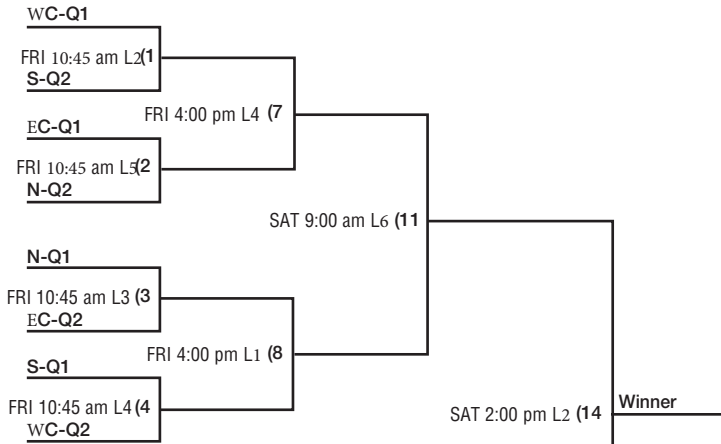 WC-Q1
FRI 10:45 am L2(1
S-Q2
FRI 4:00 pm L4 (7
EC-Q1
FRI 10:45 am L5(2
N-Q2
SAT 9:00 am L6 (11
N-Q1
FRI 10:45 am L3 (3
EC-Q2
FRI 4:00 pm L1 (8
S-Q1
FRI 10:45 am L4 (4
WC-Q2
SAT 2:00 pm L2 (14
Winner